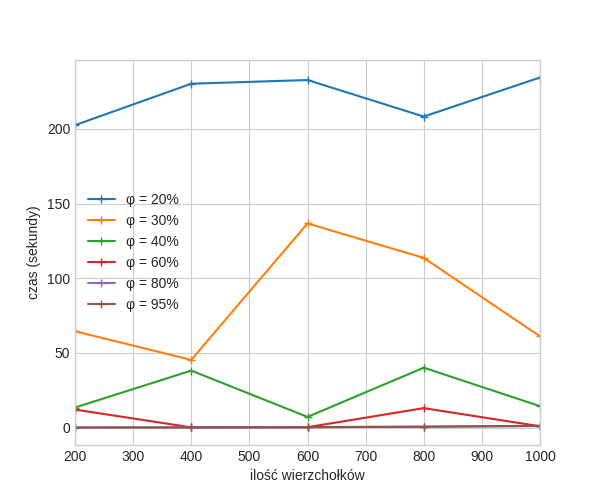 200
150
100
50
0
czas (sekundy)
φ = 20%
φ = 30%
φ = 40%
φ = 60%
φ = 80%
φ = 95%
200 300 400 500 600 700 800 900 1000
ilość wierzchołków